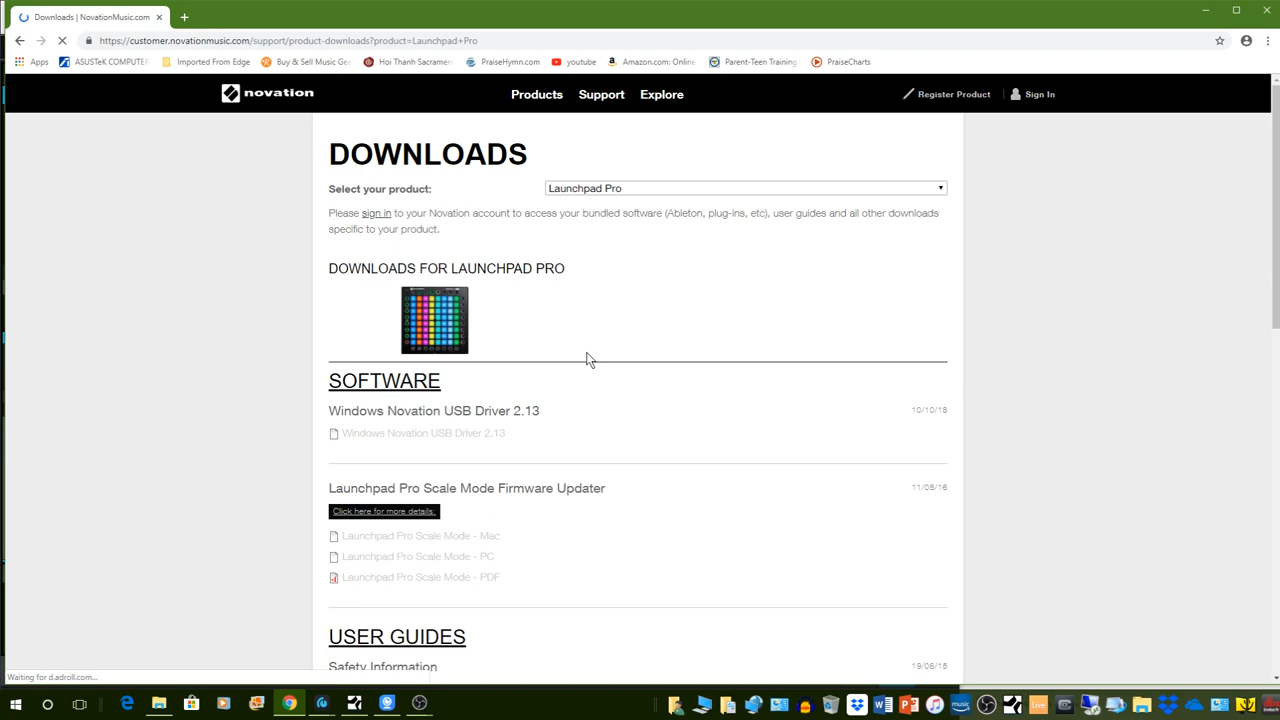 Downloads | NovationMusic.com
https://customer.novationmusic.com/support/product-downloads?product=Launchpad+Pro
Apps ASUSTeK COMPUTER Imported From Edge Buy & Sell Music Gea Hoi Thanh Sacrament PraiseHymn.com youtube Amazon.com: Online Parent-Teen Training PraiseCharts
novation Products Support Explore Register Product Sign In
DOWNLOADS
Select your product: Launchpad Pro
Please sign in to your Novation account to access your bundled software (Ableton, plug-ins, etc), user guides and all other downloads
specific to your product.
DOWNLOADS FOR LAUNCHPAD PRO
SOFTWARE
Windows Novation USB Driver 2.13 10/10/18
Windows Novation USB Driver 2.13
Launchpad Pro Scale Mode Firmware Updater 11/08/16
Click here for more details:
Launchpad Pro Scale Mode - Mac
Launchpad Pro Scale Mode - PC
Launchpad Pro Scale Mode - PDF
USER GUIDES
Safety Information 19/06/15
Waiting for d.adroll.com...
music Live